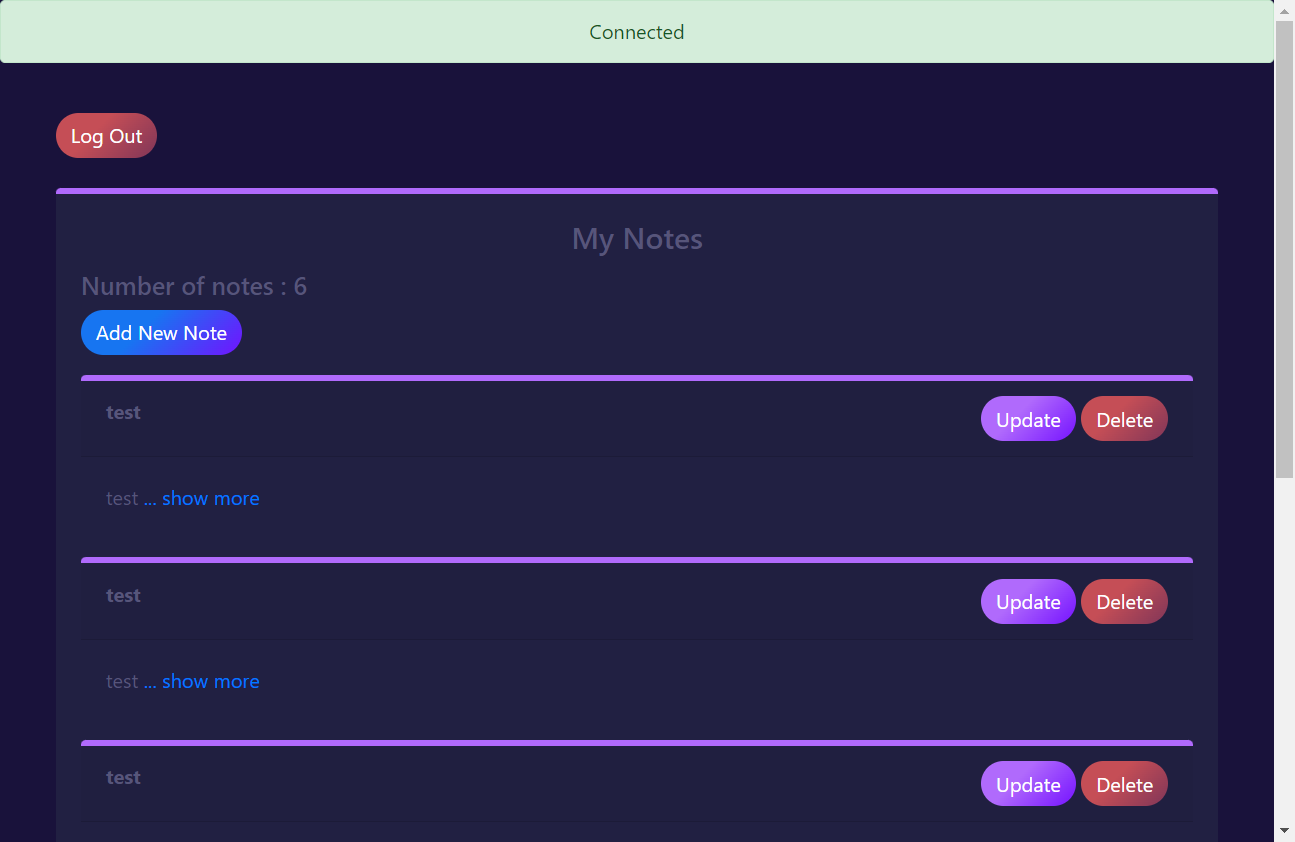 Connected
Log Out
My Notes
Number of notes : 6
Add New Note
test
Update Delete
test ... show more
test
Update Delete
test ... show more
test
Update Delete